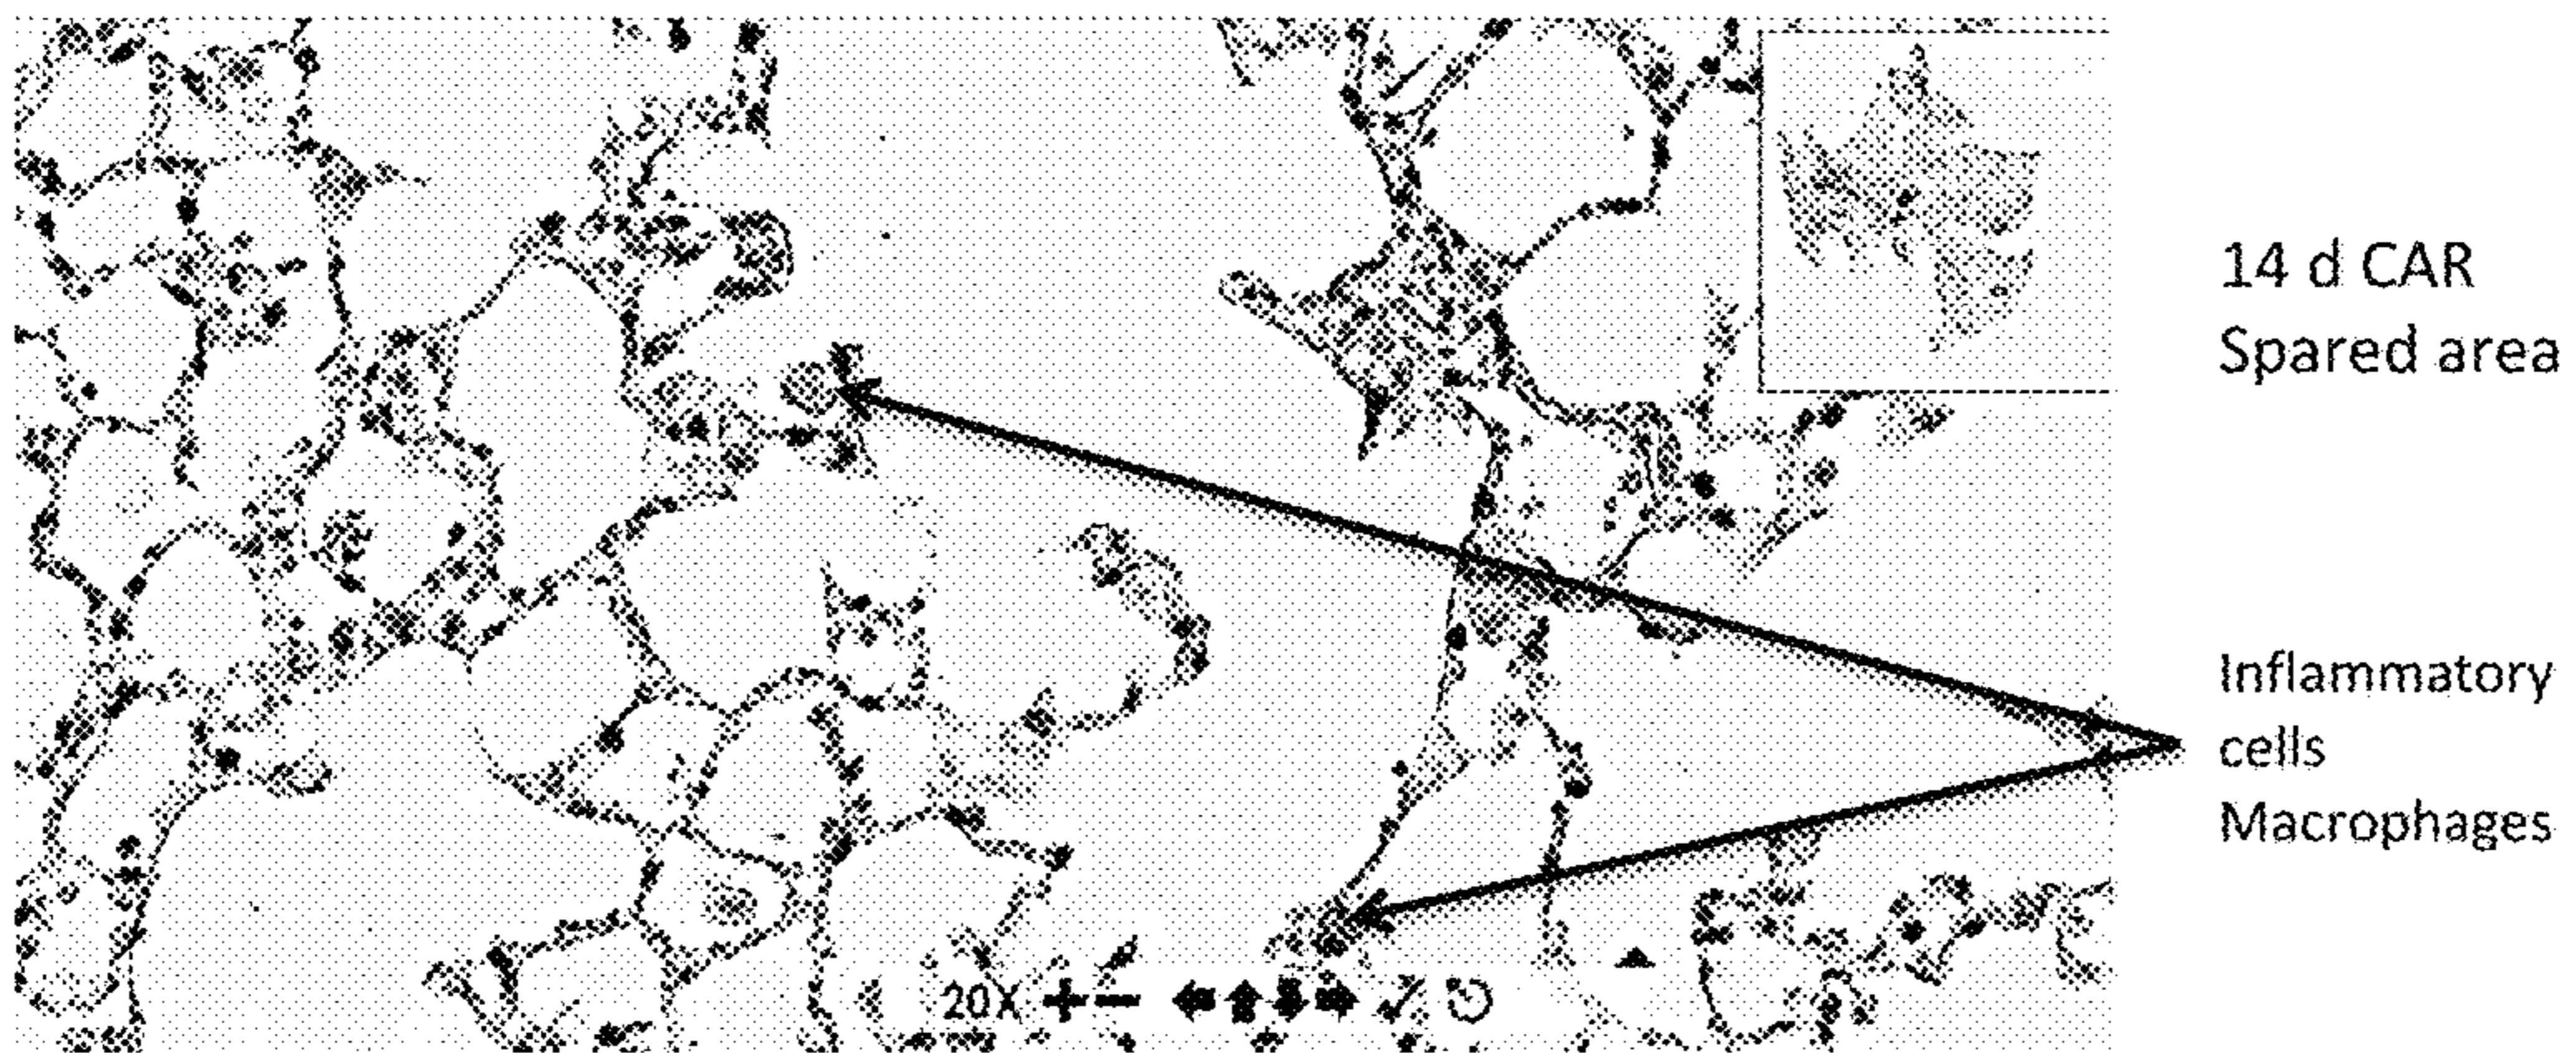 14 d CAR
Spared area
Inflammatory
cells
Macrophages
20X